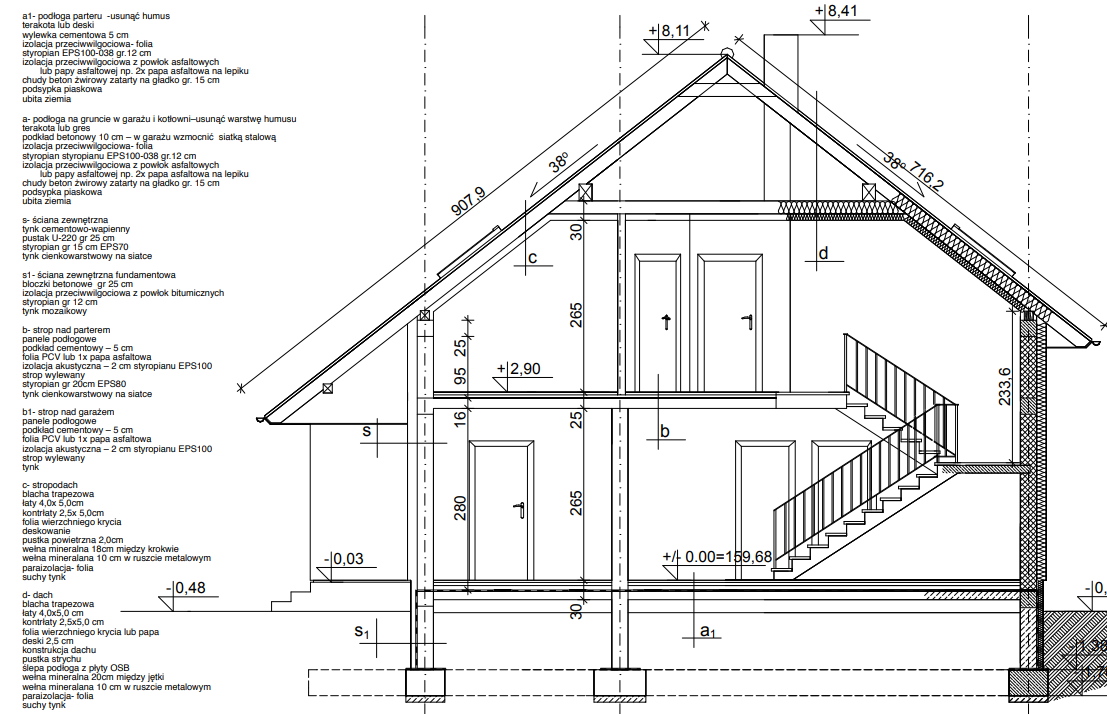 a1- podłoga parteru -usunąć humus
terakota lub deski
wylewka cementowa 5 cm
izolacja przeciwwilgociowa- folia
styropian EPS100-038 gr.12 cm
izolacja przeciwwilgociowa z powłok asfaltowych
lub papy asfaltowej np. 2x papa asfaltowa na lepiku
chudy beton żwirowy zatarty na gładko gr. 15 cm
podsypka piaskowa
ubita ziemia
a- podłoga na gruncie w garażu i kotłowni–usunąć warstwę humusu
terakota lub gres
podkład betonowy 10 cm – w garażu wzmocnić siatką stalową
izolacja przeciwwilgociowa- folia
styropian styropianu EPS100-038 gr.12 cm
izolacja przeciwwilgociowa z powłok asfaltowych
lub papy asfaltowej np. 2x papa asfaltowa na lepiku
chudy beton żwirowy zatarty na gładko gr. 15 cm
podsypka piaskowa
ubita ziemia
s- ściana zewnętrzna
tynk cementowo-wapienny
pustak U-220 gr 25 cm
styropian gr 15 cm EPS70
tynk cienkowarstwowy na siatce
s1- ściana zewnętrzna fundamentowa
bloczki betonowe gr 25 cm
izolacja przeciwwilgociowa z powłok bitumicznych
styropian gr 12 cm
tynk mozaikowy
b- strop nad parterem
panele podłogowe
podkład cementowy – 5 cm
folia PCV lub 1x papa asfaltowa
izolacja akustyczna – 2 cm styropianu EPS100
strop wylewany
styropian gr 20cm EPS80
tynk cienkowarstwowy na siatce
b1- strop nad garażem
panele podłogowe
podkład cementowy – 5 cm
folia PCV lub 1x papa asfaltowa
izolacja akustyczna – 2 cm styropianu EPS100
strop wylewany
tynk
c- stropodach
blacha trapezowa
łaty 4,0x 5,0cm
kontrłaty 2,5x 5,0cm
folia wierzchniego krycia
deskowanie
pustka powietrzna 2,0cm
wełna mineralna 18cm między krokwie
wełna mineralana 10 cm w ruszcie metalowym
paraizolacja- folia
suchy tynk
d- dach
blacha trapezowa
łaty 4,0x5,0 cm
kontrłaty 2,5x5,0 cm
folia wierzchniego krycia lub papa
deski 2,5 cm
konstrukcja dachu
pustka strychu
ślepa podłoga z płyty OSB
wełna mineralna 20cm między jętki
wełna mineralana 10 cm w ruszcie metalowym
paraizolacja- folia
suchy tynk
+8,41
+8,11
38º
907,9
38º
716,2
30
c
d
265
25
95
+2,90
233,6
16
25
s
b
280
265
-0,03
+/- 0.00=159,68
-0,48
-0,
30
s1
a1